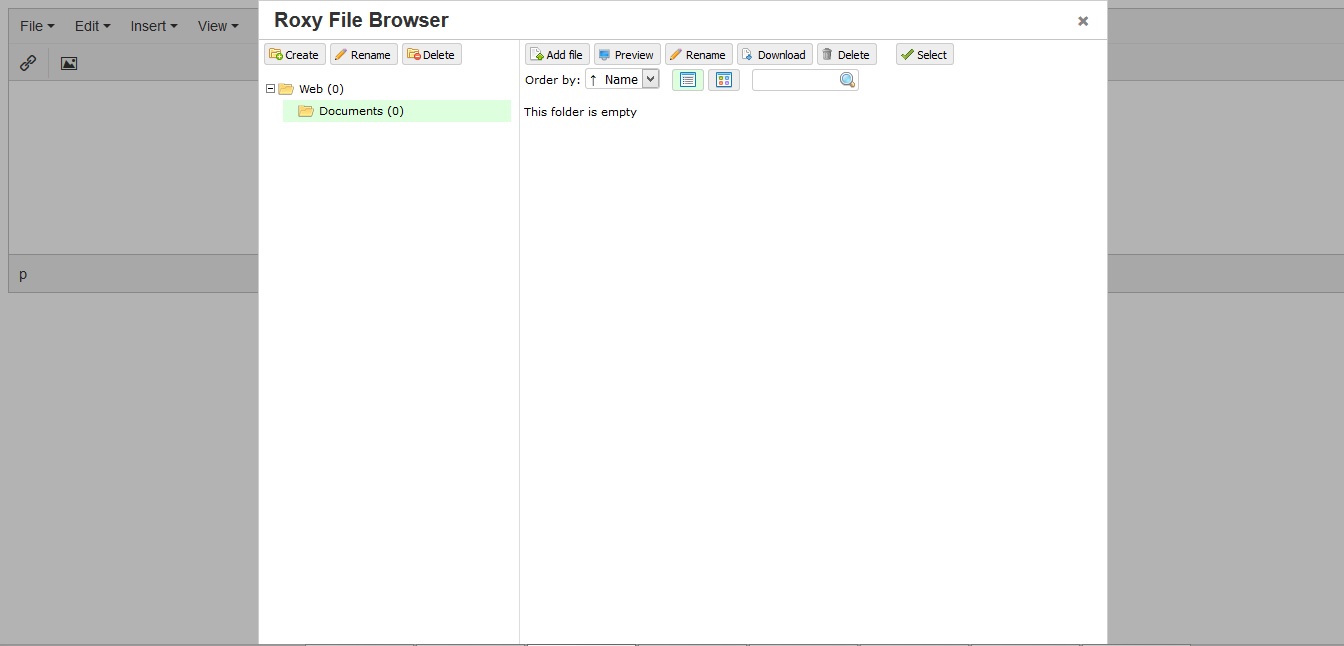 Roxy File Browser
File Edit Insert View
Create Rename Delete
Add file Preview Rename Download Delete Select
Order by: ↑ Name
Web (0)
Documents (0)
This folder is empty
p